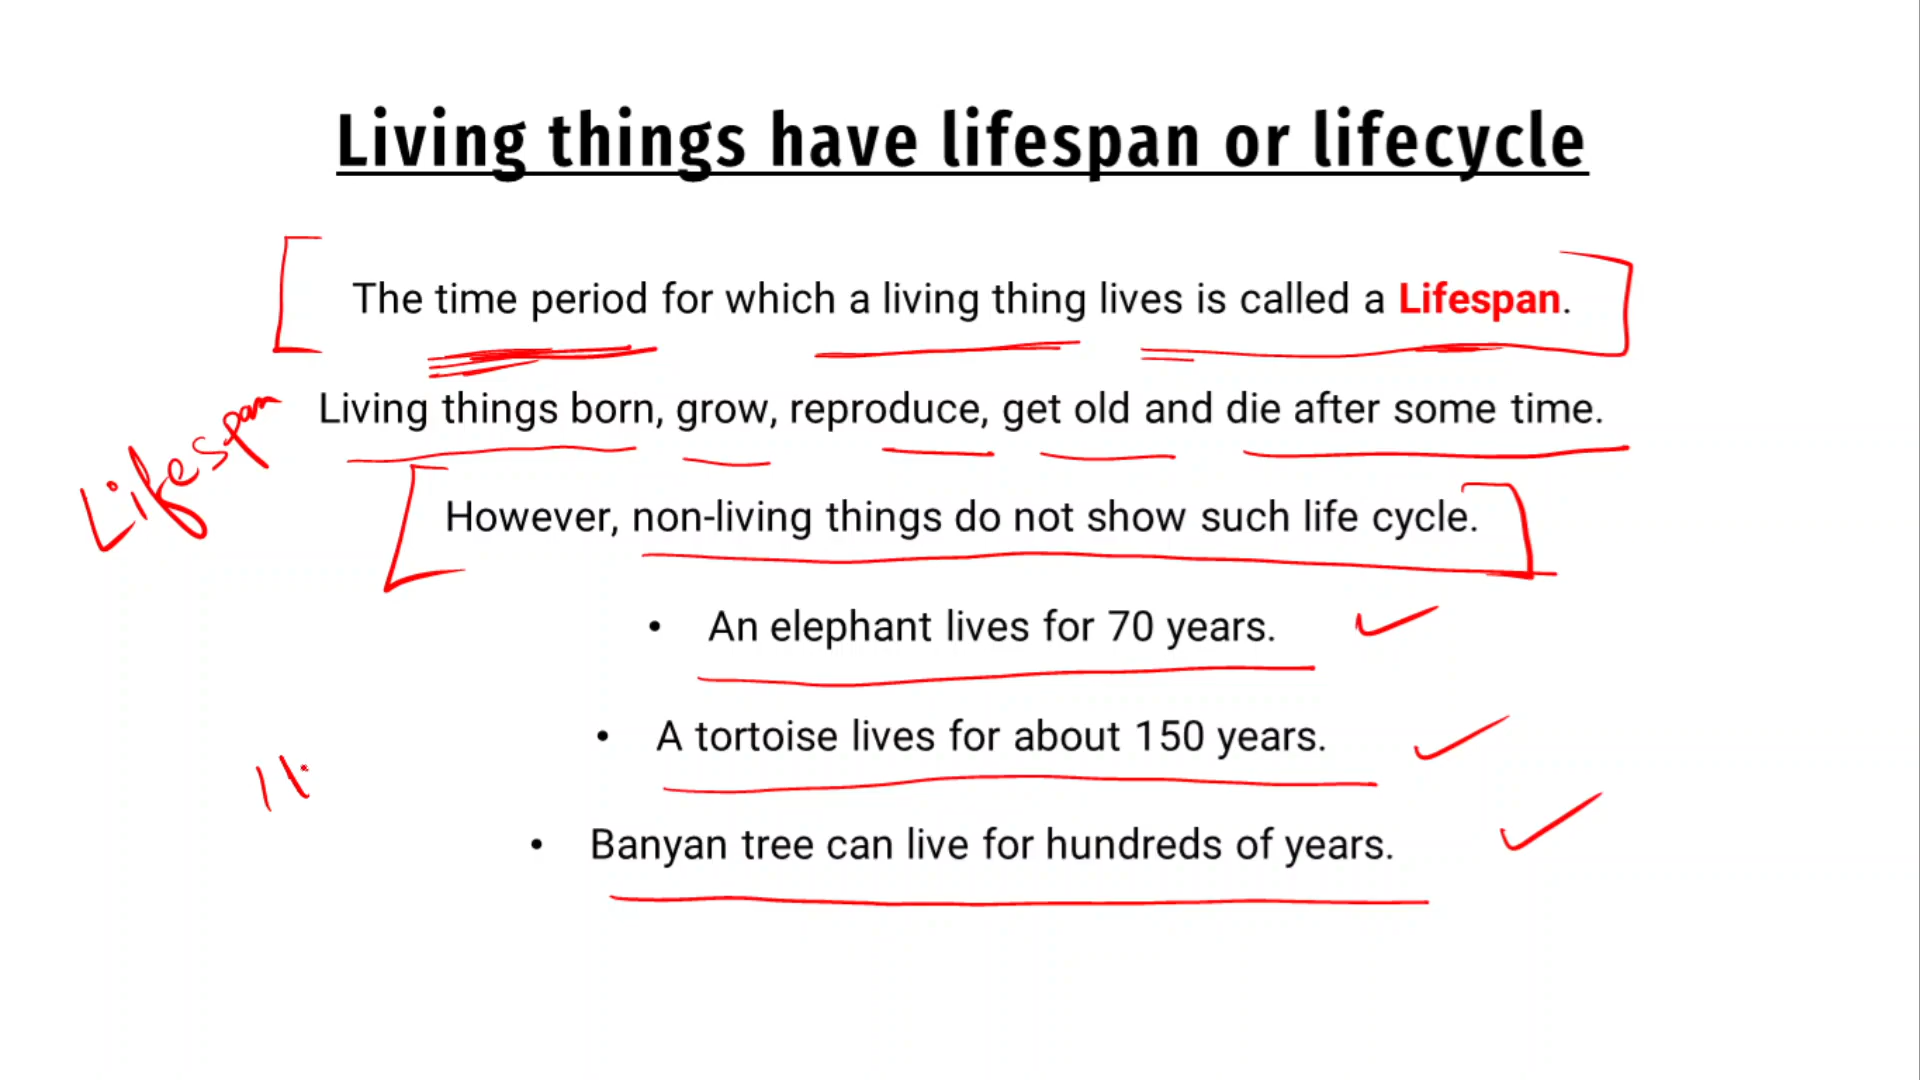 Living things have lifespan or lifecycle
The time period for which a living thing lives is called a Lifespan.
Lifespan
Living things born, grow, reproduce, get old and die after some time.
However, non-living things do not show such life cycle.
• An elephant lives for 70 years.
• A tortoise lives for about 150 years.
• Banyan tree can live for hundreds of years.